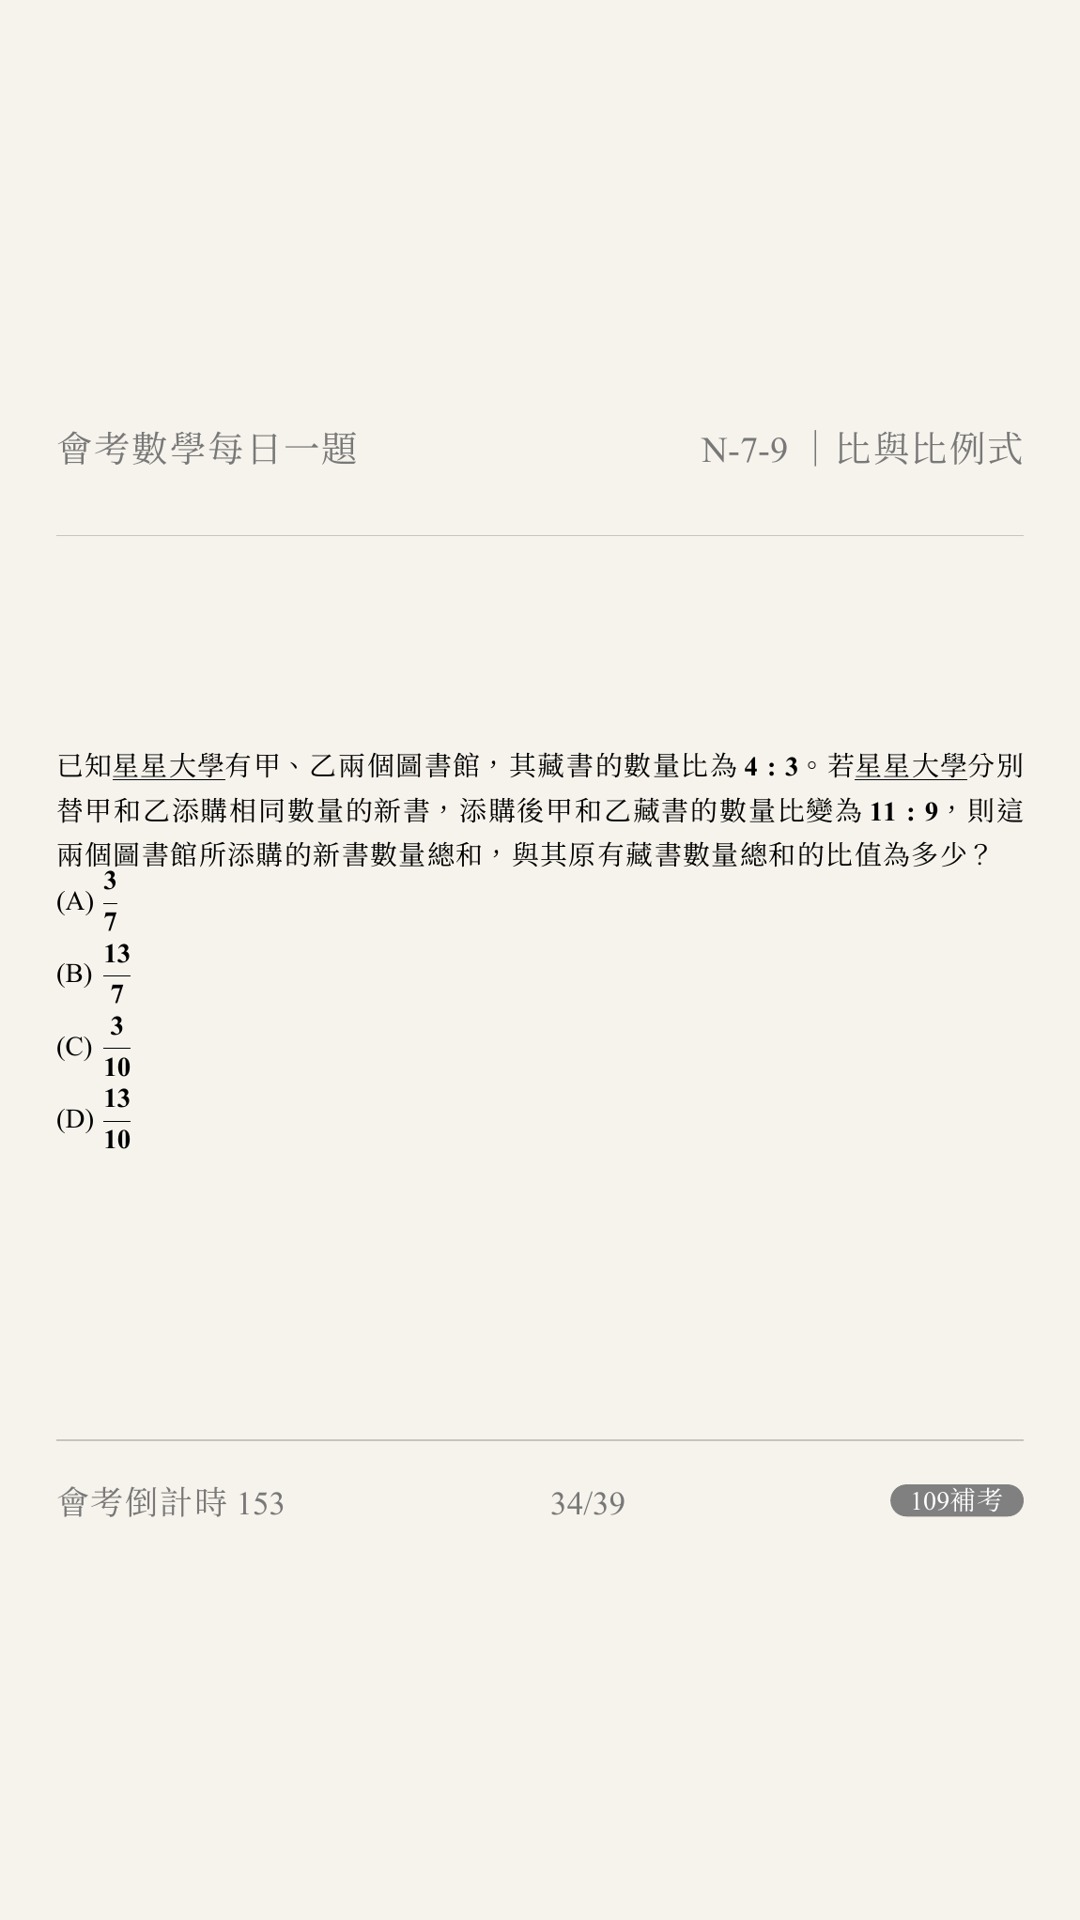 會考數學每日一題
N-7-9｜比與比例式
已知星星大學有甲、乙兩個圖書館，其藏書的數量比為 4 : 3。若星星大學分別
替甲和乙添購相同數量的新書，添購後甲和乙藏書的數量比變為 11 : 9，則這
兩個圖書館所添購的新書數量總和，與其原有藏書數量總和的比值為多少？
(A) 3/7
(B) 13/7
(C) 3/10
(D) 13/10
會考倒計時 153
34/39
109補考